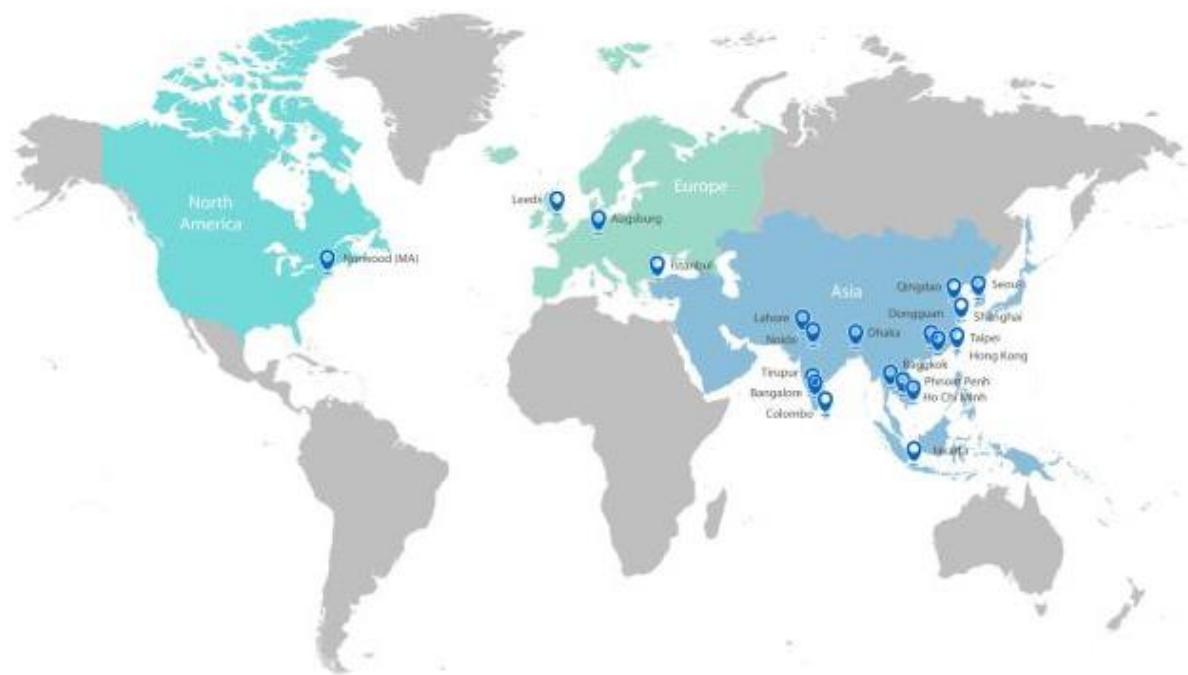 North
America
Norwood (MA)
Leeds
Augsburg
Europe
Istanbul
Asia
Qingdao
Seoul
Dongguan
Shanghai
Lahore
Noida
Dhaka
Taipei
Hong Kong
Tirupur
Bangkok
Bangalore
Phnom Penh
Ho Chi Minh
Colombo
Jakarta